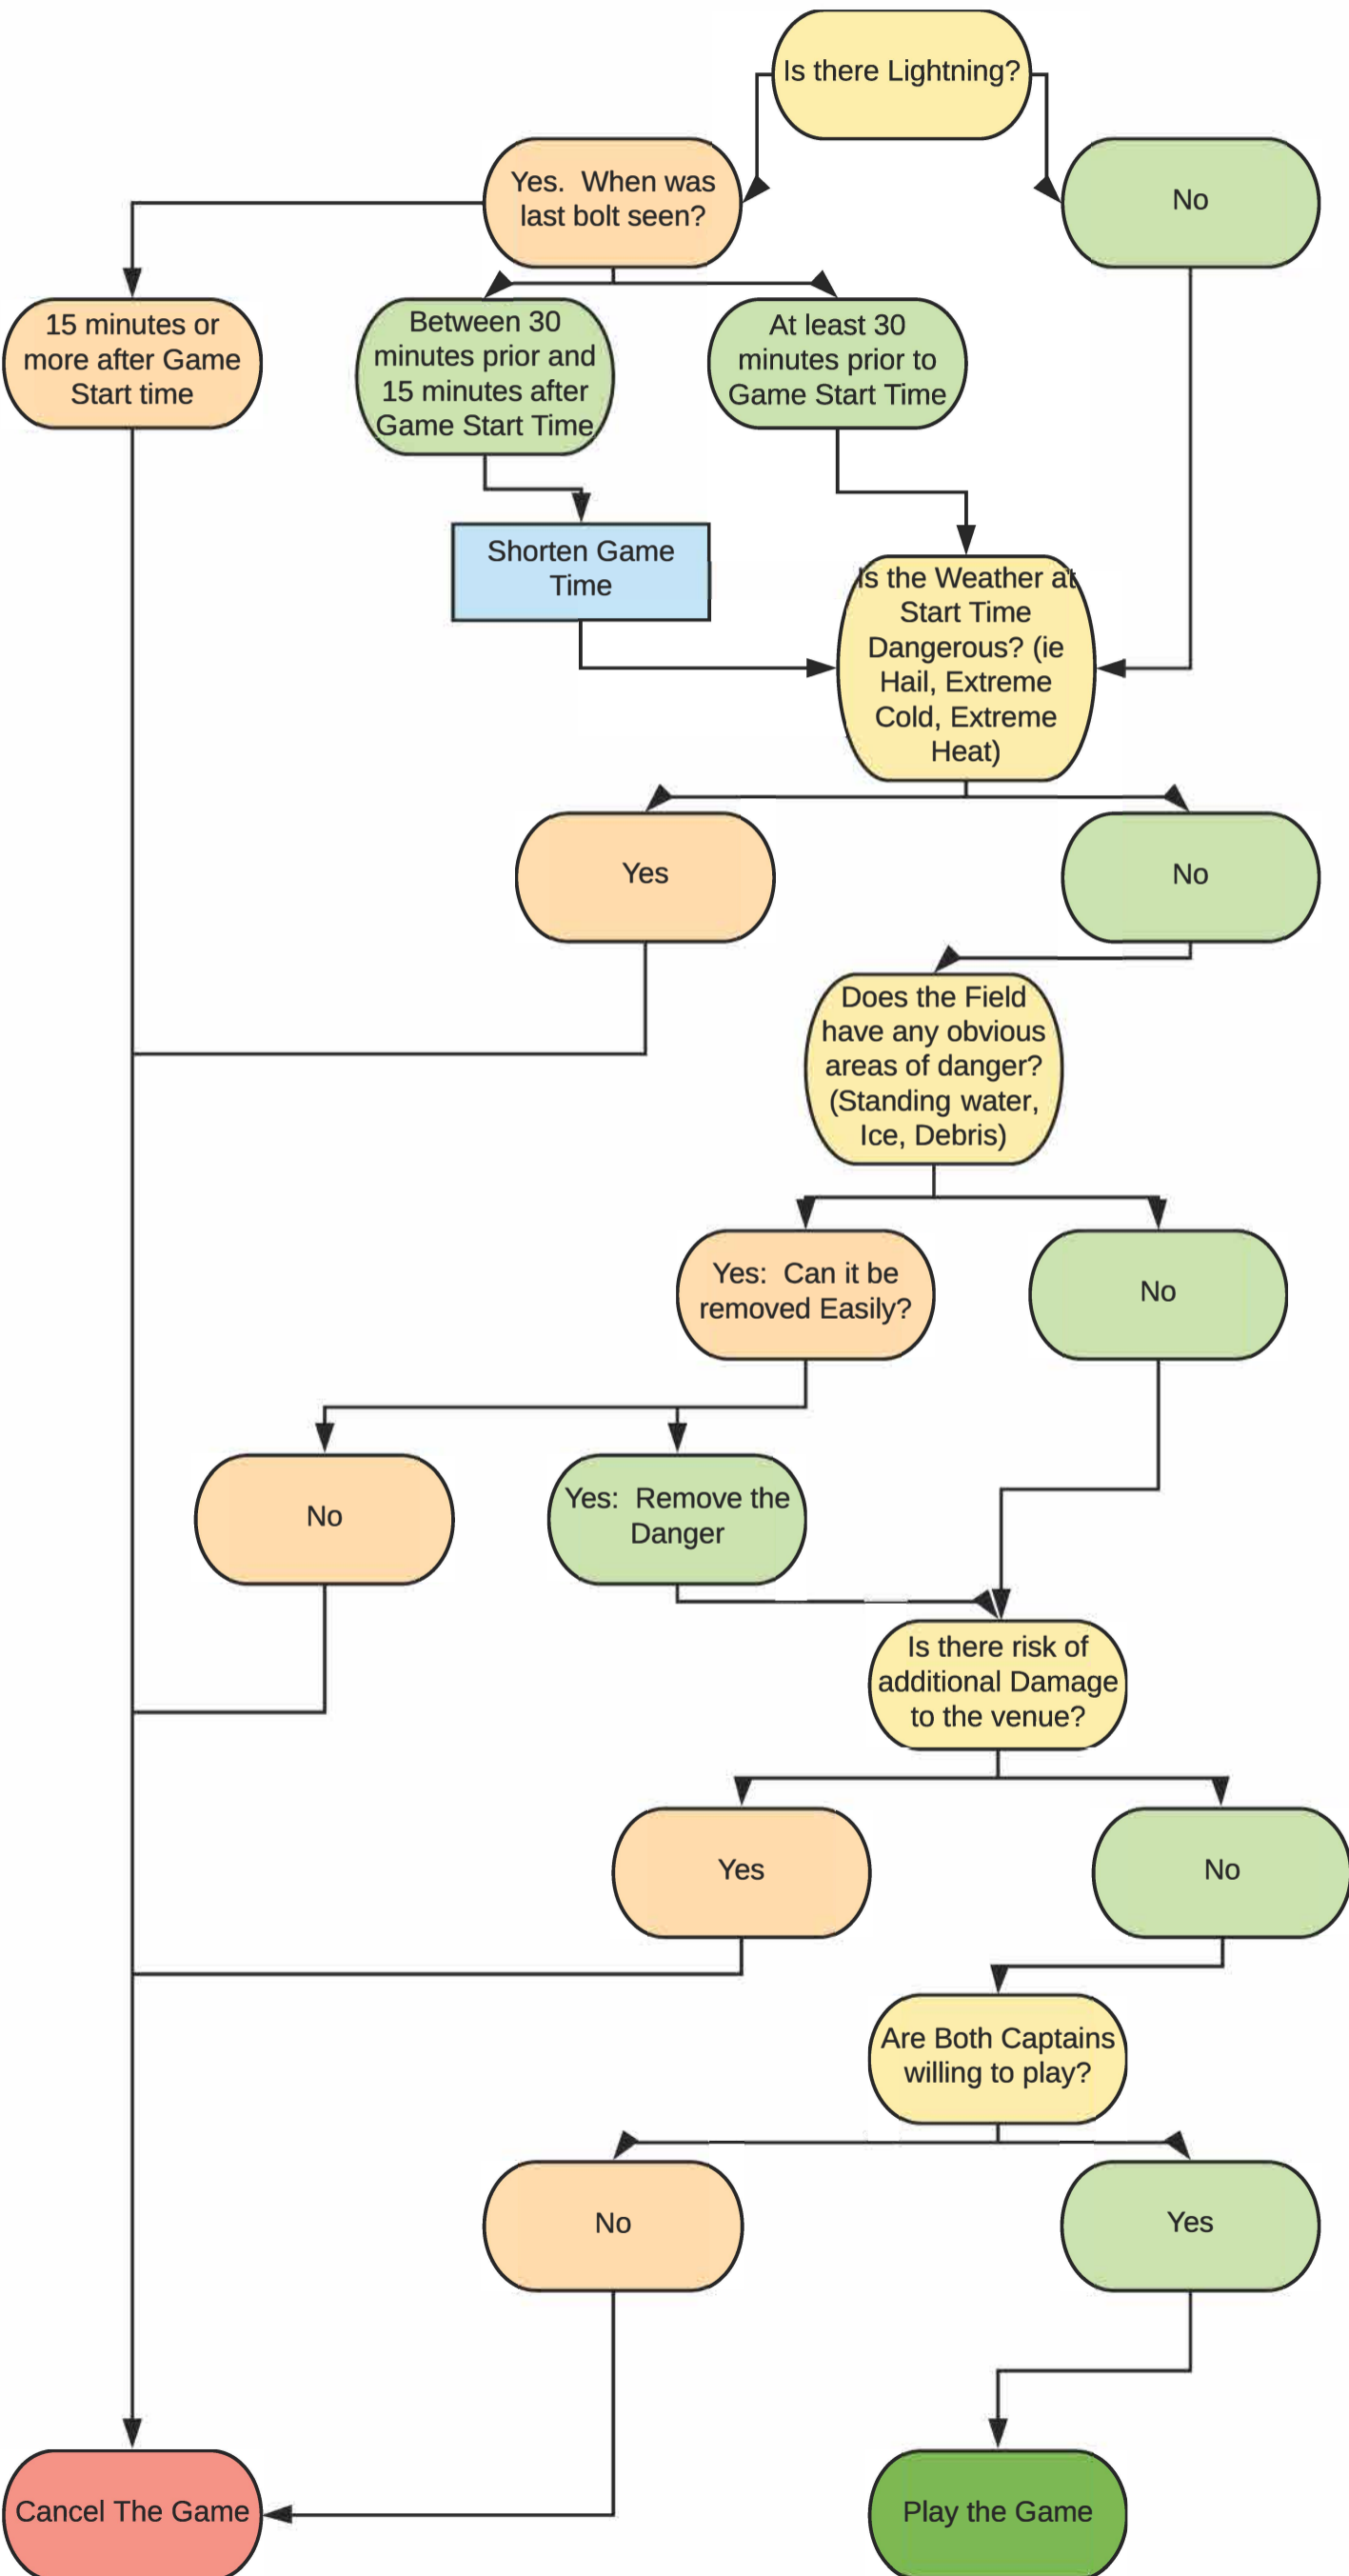 Is there Lightning?
Yes. When was
last bolt seen?
No
15 minutes or
more after Game
Start time
Between 30
minutes prior and
15 minutes after
Game Start Time
At least 30
minutes prior to
Game Start Time
Shorten Game
Time
Is the Weather at
Start Time
Dangerous? (ie
Hail, Extreme
Cold, Extreme
Heat)
Yes
No
Does the Field
have any obvious
areas of danger?
(Standing water,
Ice, Debris)
Yes: Can it be
removed Easily?
No
No
Yes: Remove the
Danger
Is there risk of
additional Damage
to the venue?
Yes
No
Are Both Captains
willing to play?
No
Yes
Cancel The Game
Play the Game